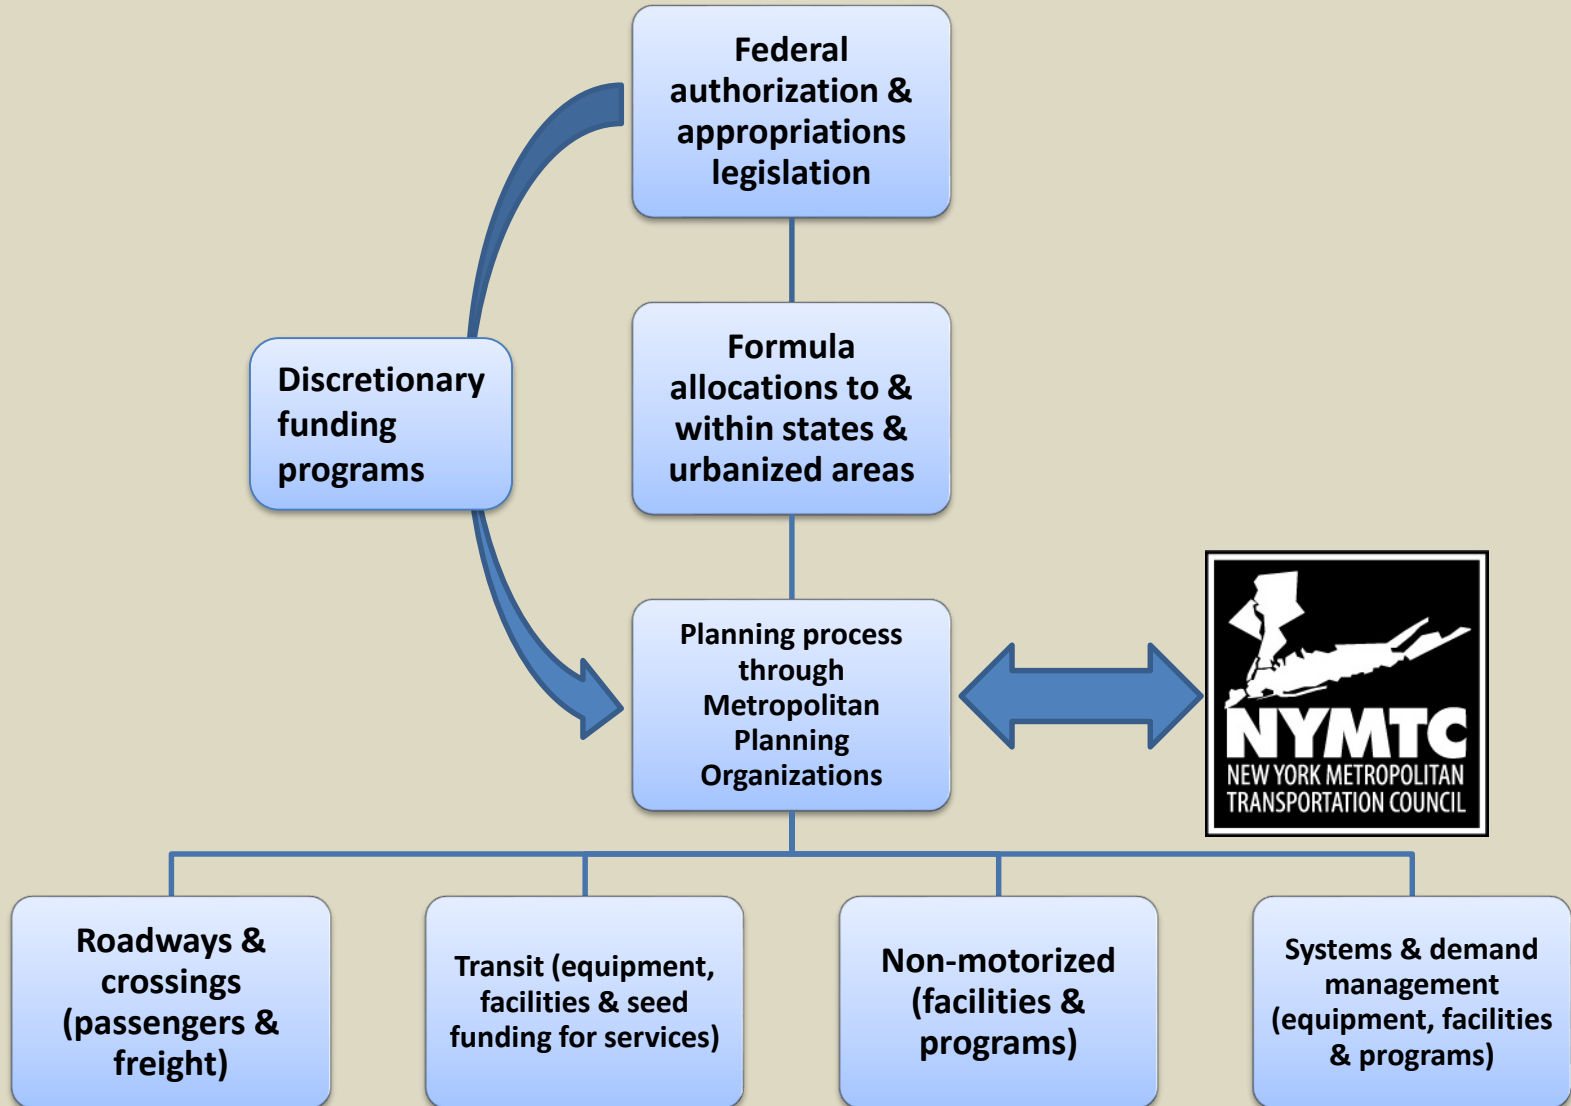 Federal
authorization &
appropriations
legislation
Discretionary
funding
programs
Formula
allocations to &
within states &
urbanized areas
Planning process
through
Metropolitan
Planning
Organizations
NYMTC
NEW YORK METROPOLITAN
TRANSPORTATION COUNCIL
Roadways &
crossings
(passengers &
freight)
Transit (equipment,
facilities & seed
funding for services)
Non-motorized
(facilities &
programs)
Systems & demand
management
(equipment, facilities
& programs)